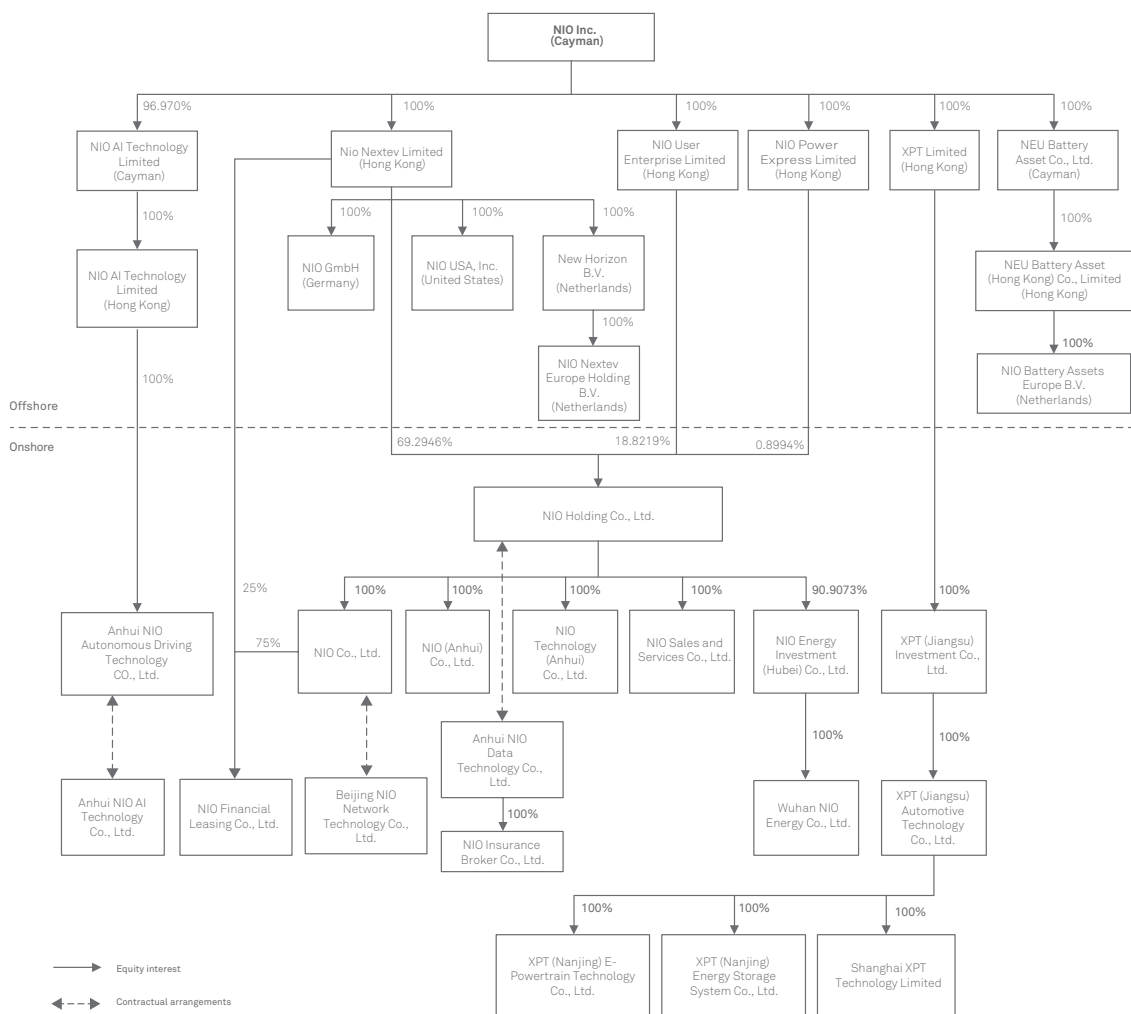 NIO Inc.
(Cayman)
96.970%
100%
100%
100%
100%
100%
NIO AI Technology
Limited
(Cayman)
Nio Nextev Limited
(Hong Kong)
NIO User
Enterprise Limited
(Hong Kong)
NIO Power
Express Limited
(Hong Kong)
XPT Limited
(Hong Kong)
NEU Battery
Asset Co., Ltd.
(Cayman)
100%
100%
100%
100%
100%
NIO AI Technology
Limited
(Hong Kong)
NIO GmbH
(Germany)
NIO USA, Inc.
(United States)
New Horizon
B.V.
(Netherlands)
NEU Battery Asset
(Hong Kong) Co., Limited
(Hong Kong)
100%
100%
NIO Nextev
Europe Holding
B.V.
(Netherlands)
NIO Battery Assets
Europe B.V.
(Netherlands)
100%
Offshore
Onshore
69.2946%
18.8219%
0.8994%
NIO Holding Co., Ltd.
25%
100%
100%
100%
100%
90.9073%
100%
75%
Anhui NIO
Autonomous Driving
Technology
CO., Ltd.
NIO Co., Ltd.
NIO (Anhui)
Co., Ltd.
NIO
Technology
(Anhui)
Co., Ltd.
NIO Sales and
Services Co., Ltd.
NIO Energy
Investment
(Hubei) Co., Ltd.
XPT (Jiangsu)
Investment Co.,
Ltd.
Anhui NIO
Data
Technology Co.,
Ltd.
100%
100%
Anhui NIO AI
Technology
Co., Ltd.
NIO Financial
Leasing Co., Ltd.
Beijing NIO
Network
Technology Co.,
Ltd.
100%
NIO Insurance
Broker Co., Ltd.
Wuhan NIO
Energy Co., Ltd.
XPT (Jiangsu)
Automotive
Technology
Co., Ltd.
100%
100%
100%
XPT (Nanjing) E-
Powertrain Technology
Co., Ltd.
XPT (Nanjing)
Energy Storage
System Co., Ltd.
Shanghai XPT
Technology Limited
Equity interest
Contractual arrangements